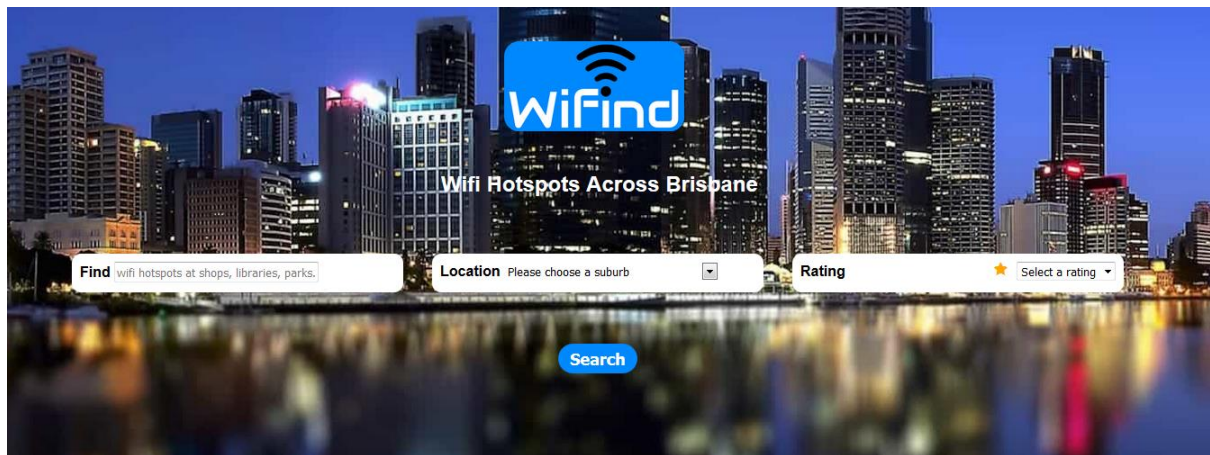 WiFind
Wifi Hotspots Across Brisbane
Find wifi hotspots at shops, libraries, parks.
Location Please choose a suburb
Rating Select a rating
Search